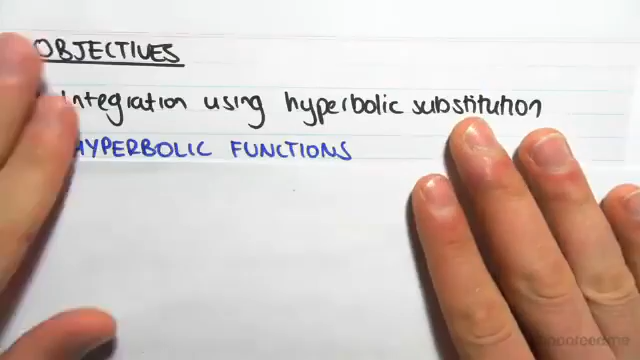 OBJECTIVES
integration using hyperbolic substitution
HYPERBOLIC FUNCTIONS